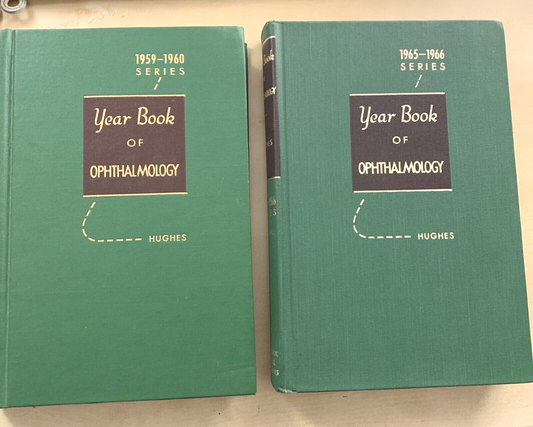 1959–1960
SERIES
Year Book
OF
OPHTHALMOLOGY
HUGHES
1965–1966
SERIES
Year Book
OF
OPHTHALMOLOGY
HUGHES